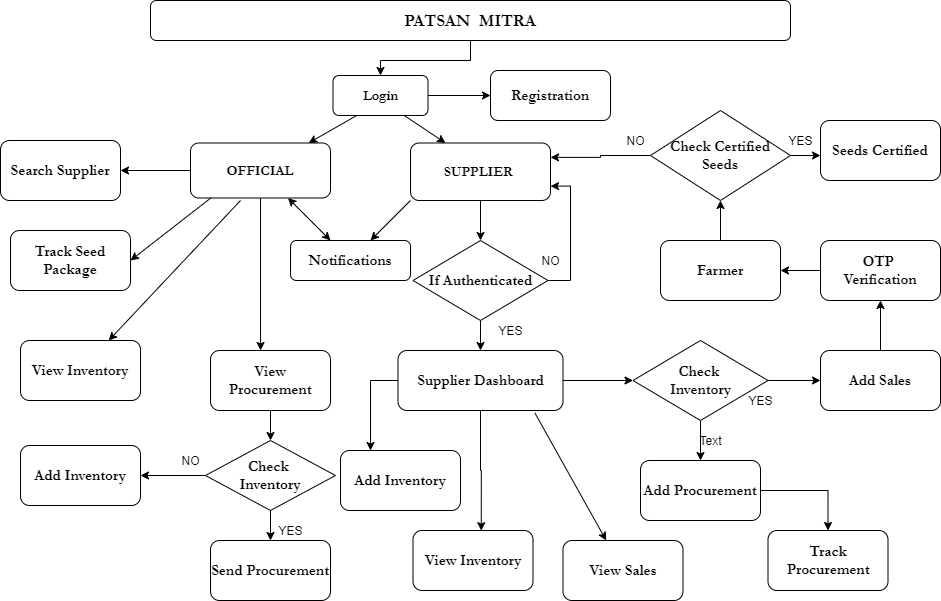 PATSAN MITRA
Login
Registration
Search Supplier
OFFICIAL
SUPPLIER
NO
Check Certified
Seeds
YES
Seeds Certified
Track Seed
Package
Notifications
If Authenticated
NO
Farmer
OTP
Verification
YES
View Inventory
View
Procurement
Supplier Dashboard
Check
Inventory
YES
Add Sales
Text
Add Inventory
NO
Check
Inventory
Add Inventory
Add Procurement
YES
Send Procurement
View Inventory
View Sales
Track
Procurement